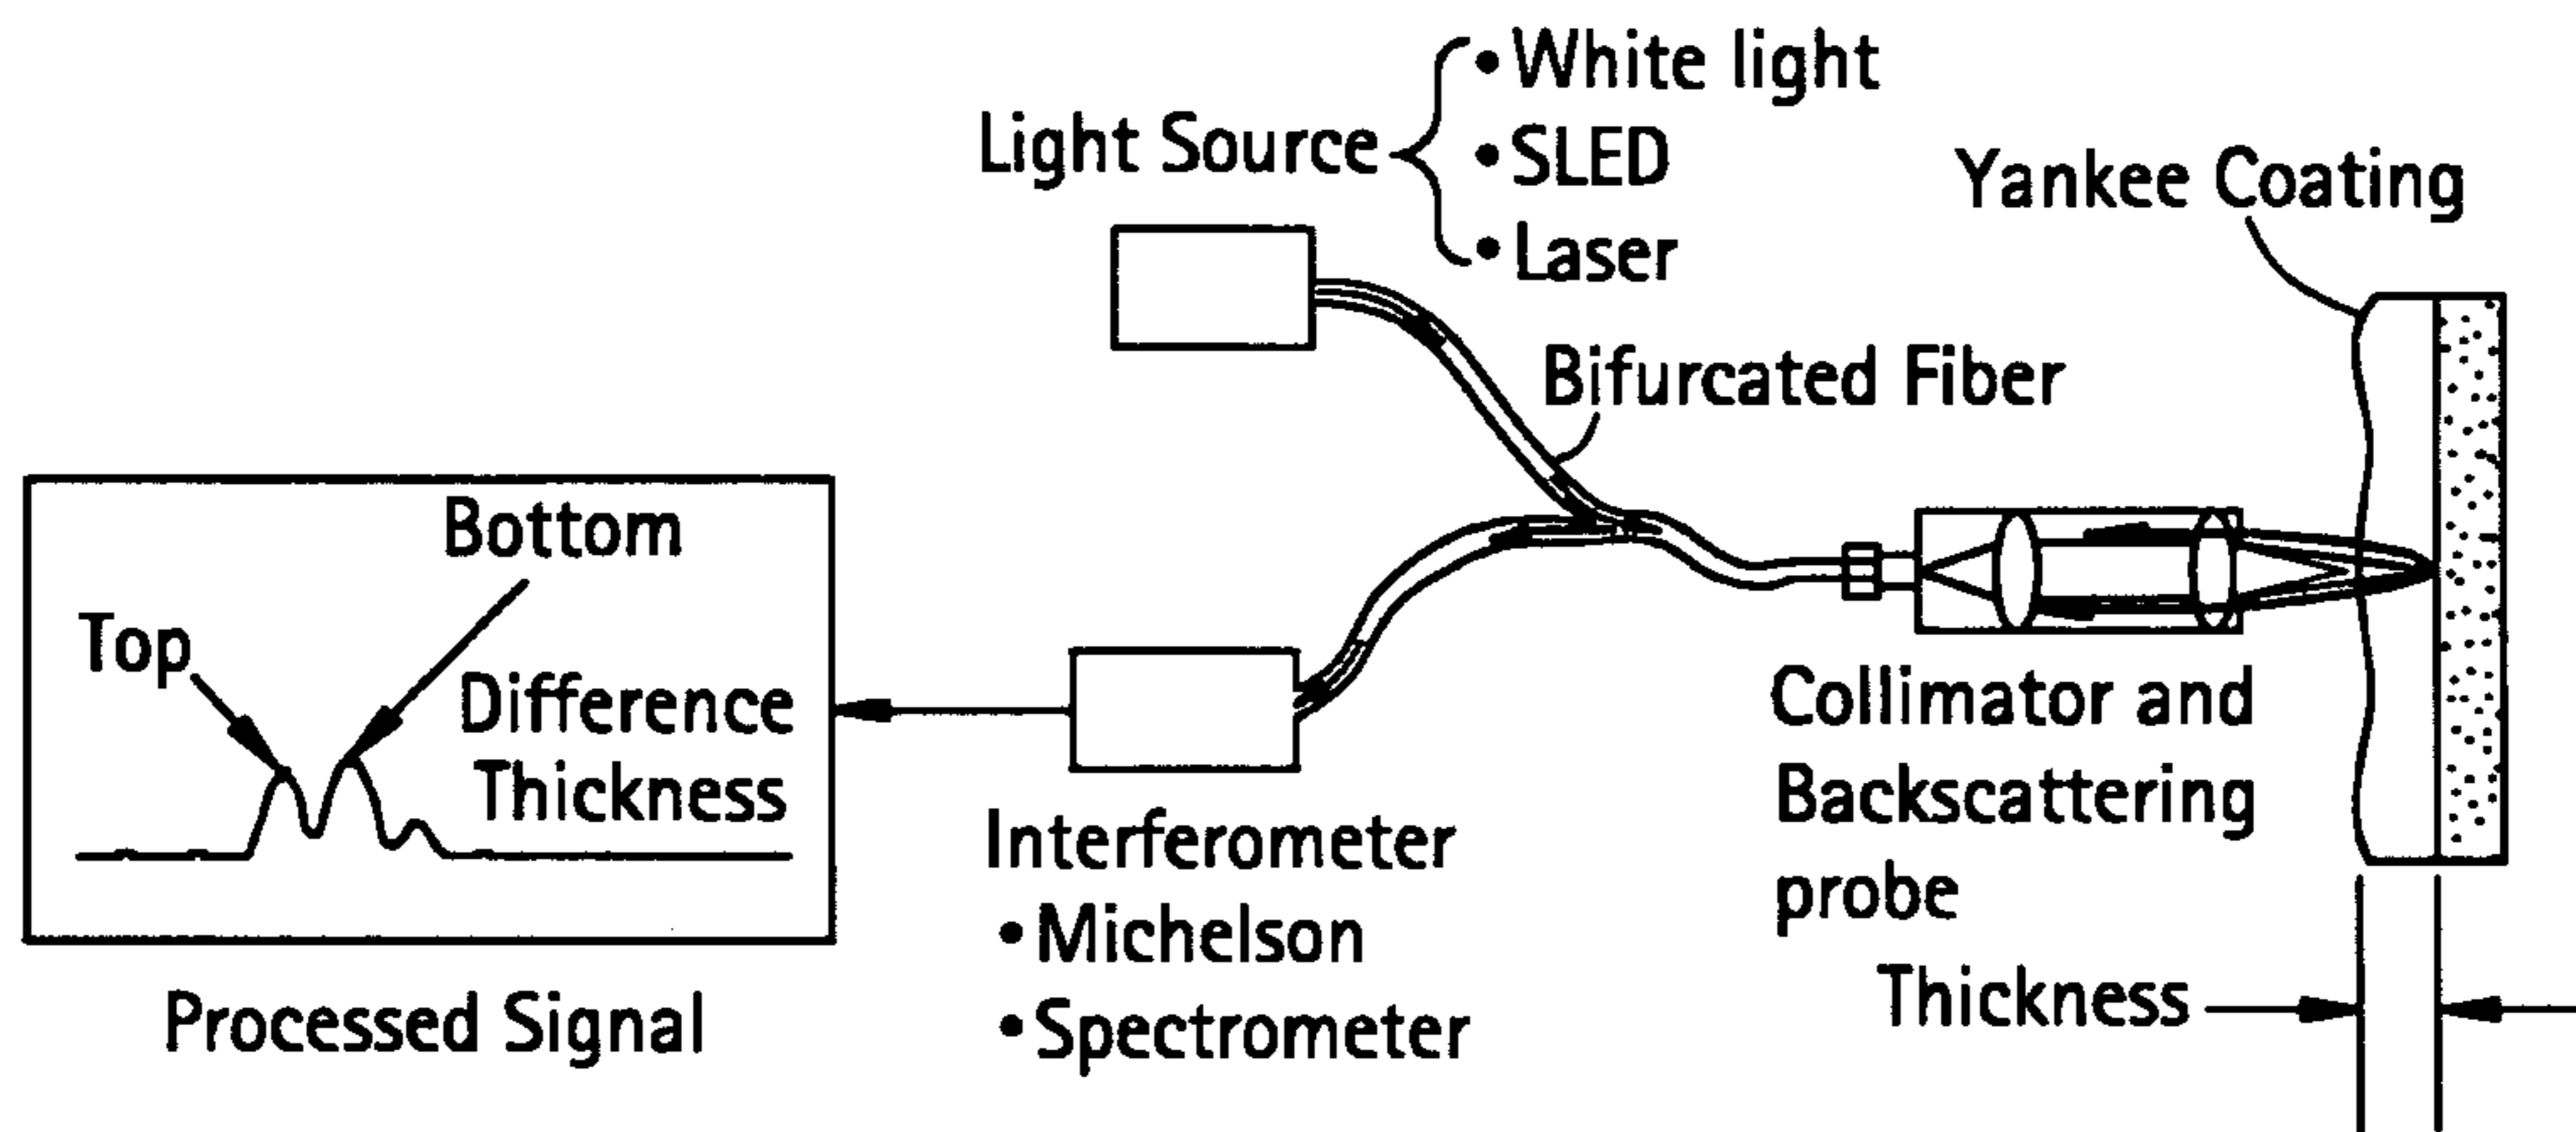 Light Source
• White light
• SLED
• Laser
Yankee Coating
Bifurcated Fiber
Bottom
Top
Difference
Thickness
Processed Signal
Interferometer
• Michelson
• Spectrometer
Collimator and
Backscattering
probe
Thickness